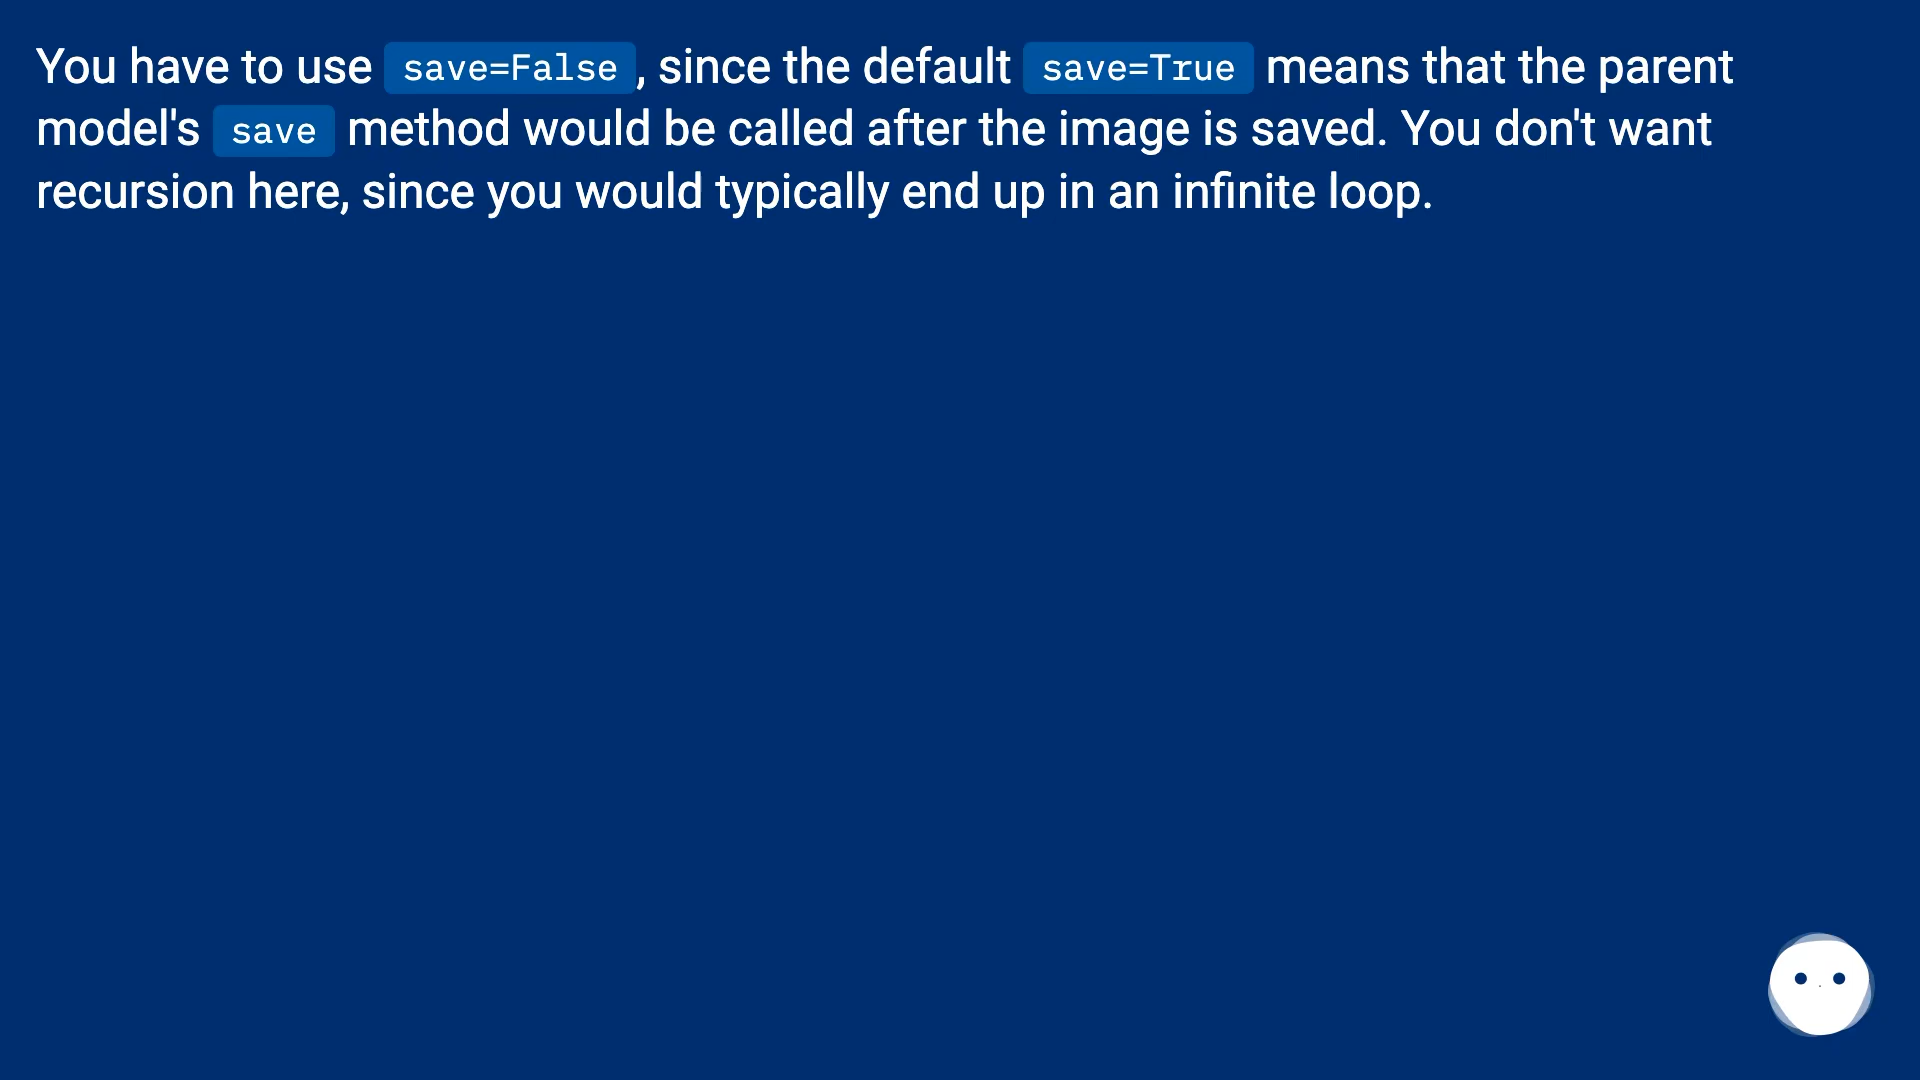 You have to use save=False, since the default save=True means that the parent
model's save method would be called after the image is saved. You don't want
recursion here, since you would typically end up in an infinite loop.